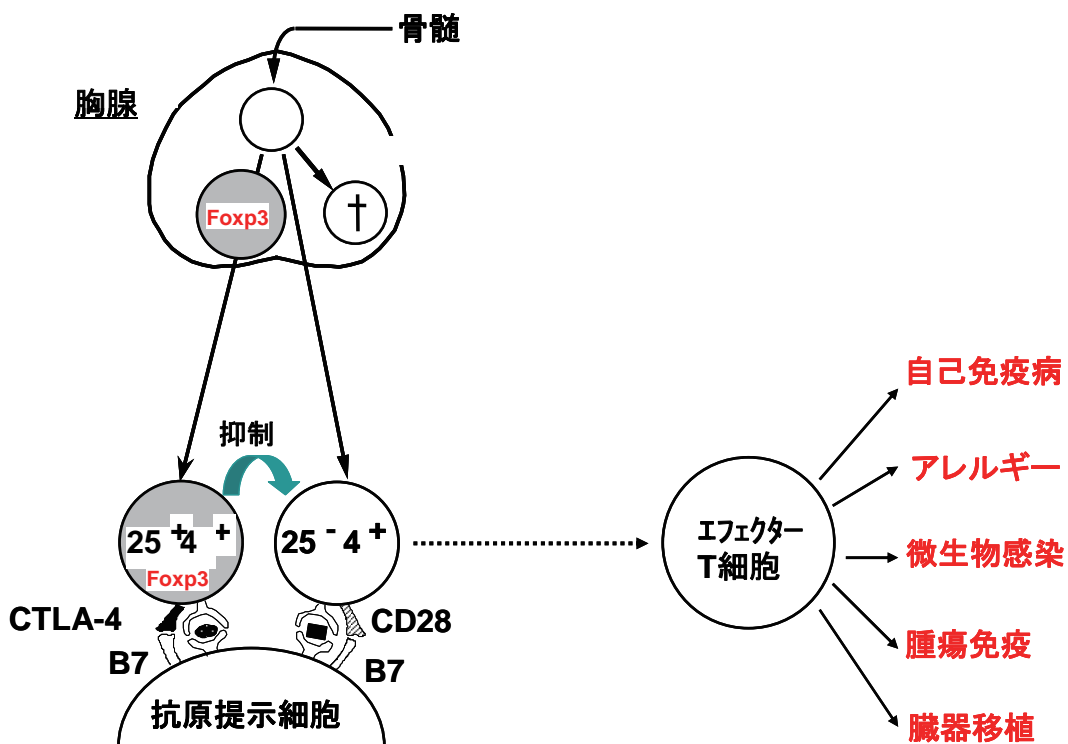 骨髄
胸腺
Foxp3
†
抑制
25 + 4 +
Foxp3
25 - 4 +
エフェクター
T細胞
CTLA-4
CD28
B7
B7
抗原提示細胞
自己免疫病
アレルギー
微生物感染
腫瘍免疫
臓器移植